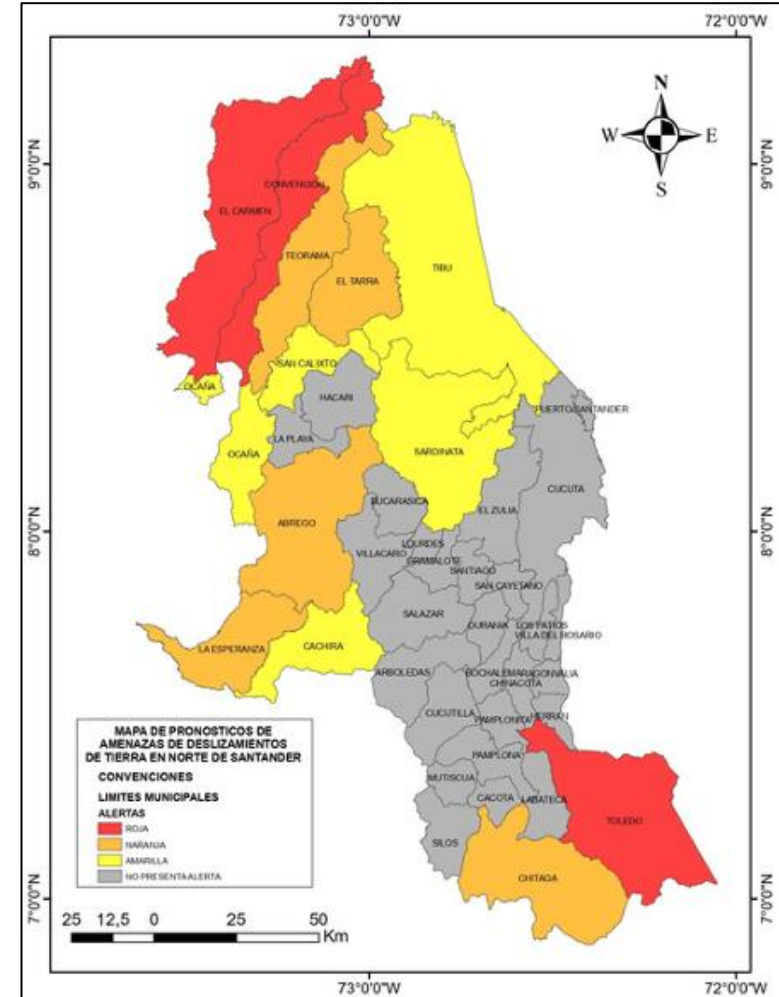 73°0'0"W
72°0'0"W
N
W
E
S
9°0'0"N
9°0'0"N
CONVENCION
EL CARMEN
TEORAMA
TIBU
EL TARRA
SAN CALIXTO
OCAÑA
HACARI
PUERTO SANTANDER
LA PLAYA
OCAÑA
SARDINATA
CUCUTA
BUCARASICA
EL ZULIA
ABREGO
8°0'0"N
8°0'0"N
LOURDES
VILLACARO
GRAMALOTE
SANTIAGO
SAN CAYETANO
SALAZAR
DURANIA
LOS PATIOS
VILLA DEL ROSARIO
LA ESPERANZA
CACHIRA
ARBOLEDAS
BOCHALEMA
RAGONVALIA
CHINACOTA
CUCUTILLA
PAMPLONITA
HERRAN
PAMPLONA
MUTISCUA
CACOTA
LABATECA
TOLEDO
SILOS
CHITAGA
7°0'0"N
7°0'0"N
MAPA DE PRONOSTICOS DE
AMENAZAS DE DESLIZAMIENTOS
DE TIERRA EN NORTE DE SANTANDER
CONVENCIONES
LIMITES MUNICIPALES
ALERTAS
ROJA
NARANJA
AMARILLA
NO PRESENTA ALERTA
25 12,5 0 25 50
Km
73°0'0"W
72°0'0"W